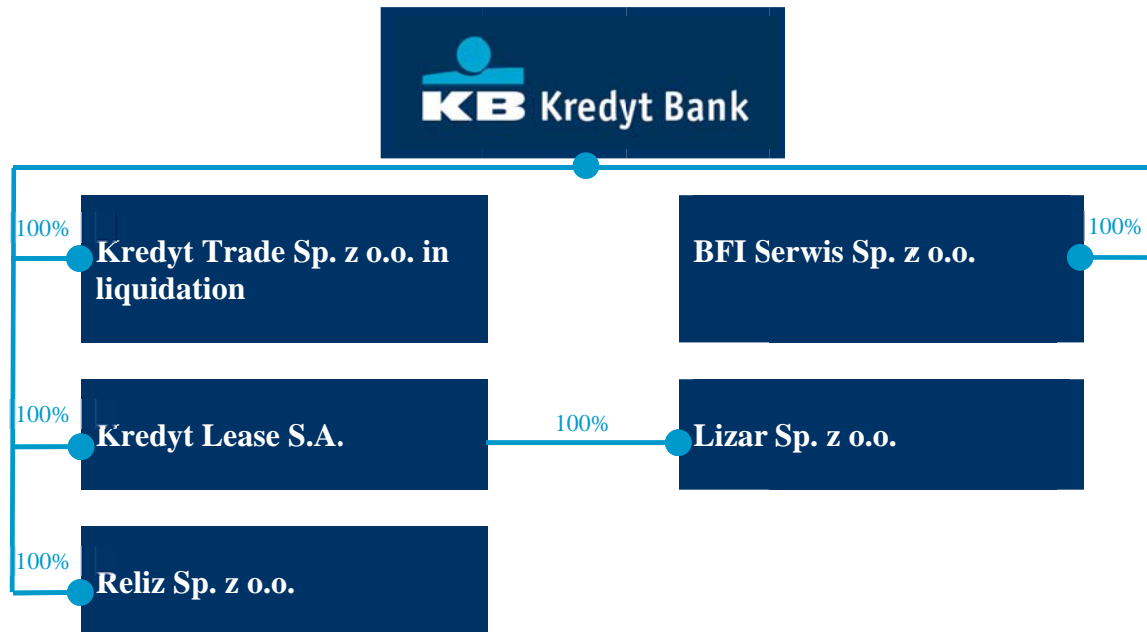 KB Kredyt Bank
100%
Kredyt Trade Sp. z o.o. in
liquidation
BFI Serwis Sp. z o.o.
100%
100%
Kredyt Lease S.A.
100%
Lizar Sp. z o.o.
100%
Reliz Sp. z o.o.